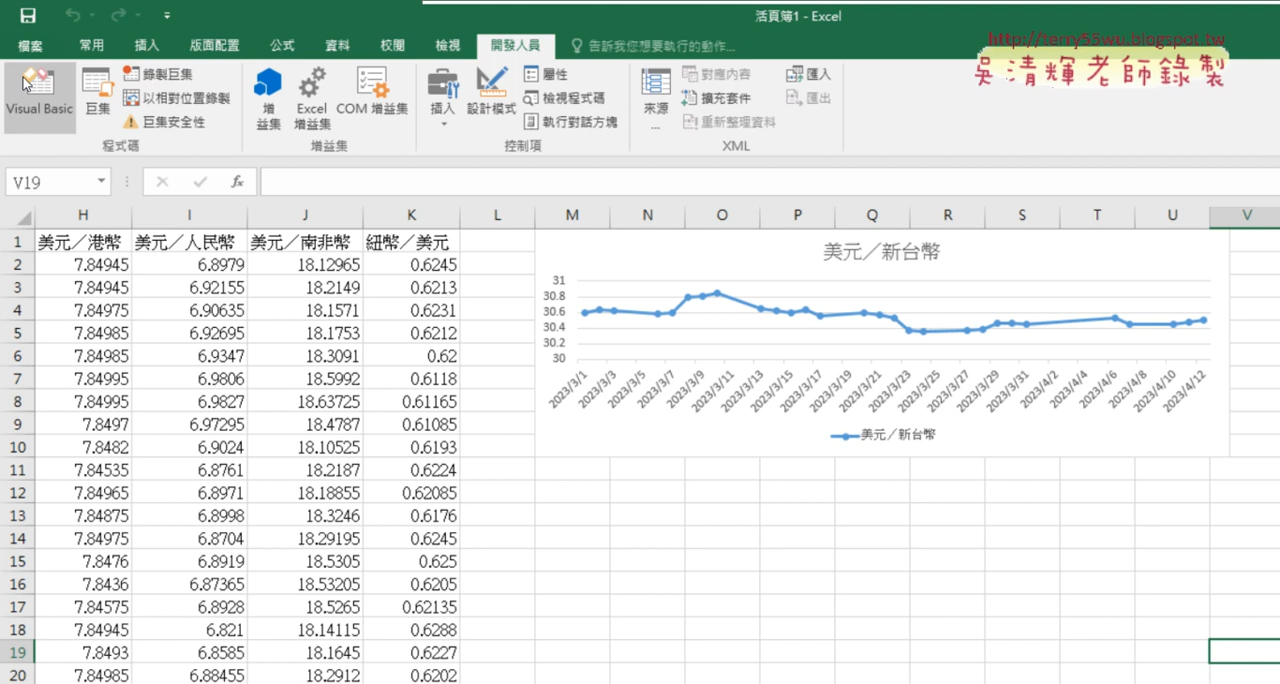 活頁簿1 - Excel
檔案 常用 插入 版面配置 公式 資料 校閱 檢視 開發人員 告訴我您想要執行的動作...
http://terry55wu.blogspot.tw
吳清輝老師錄製
Visual Basic
巨集
錄製巨集
以相對位置錄製
巨集安全性
程式碼
增
益集
Excel
增益集
COM 增益集
增益集
插入
設計模式
屬性
檢視程式碼
執行對話方塊
控制項
來源
...
對應內容
擴充套件
重新整理資料
匯入
匯出
XML
V19
fx
H I J K L M N O P Q R S T U V
1 美元／港幣 美元／人民幣 美元／南非幣 紐幣／美元
2 7.84945 6.8979 18.12965 0.6245
3 7.84945 6.92155 18.2149 0.6213
4 7.84975 6.90635 18.1571 0.6231
5 7.84985 6.92695 18.1753 0.6212
6 7.84985 6.9347 18.3091 0.62
7 7.84995 6.9806 18.5992 0.6118
8 7.84995 6.9827 18.63725 0.61165
9 7.8497 6.97295 18.4787 0.61085
10 7.8482 6.9024 18.10525 0.6193
11 7.84535 6.8761 18.2187 0.6224
12 7.84965 6.8971 18.18855 0.62085
13 7.84875 6.8998 18.3246 0.6176
14 7.84975 6.8704 18.29195 0.6245
15 7.8476 6.8919 18.5305 0.625
16 7.8436 6.87365 18.53205 0.6205
17 7.84575 6.8928 18.5265 0.62135
18 7.84945 6.821 18.14115 0.6288
19 7.8493 6.8585 18.1645 0.6227
20 7.84985 6.88455 18.2912 0.6202
美元／新台幣
31
30.8
30.6
30.4
30.2
30
2023/3/1 2023/3/3 2023/3/5 2023/3/7 2023/3/9 2023/3/11 2023/3/13 2023/3/15 2023/3/17 2023/3/19 2023/3/21 2023/3/23 2023/3/25 2023/3/27 2023/3/29 2023/3/31 2023/4/2 2023/4/4 2023/4/6 2023/4/8 2023/4/10 2023/4/12
美元／新台幣